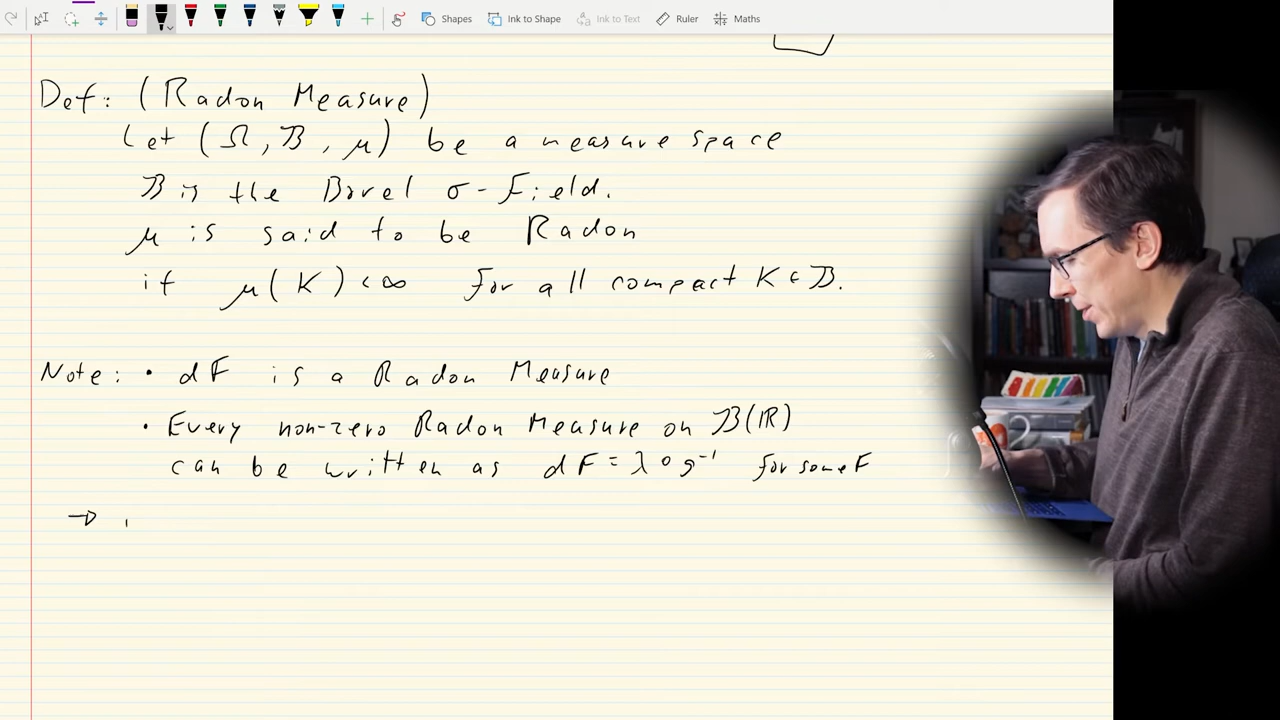 Shapes Ink to Shape Ink to Text Ruler Maths
Def: (Radon Measure)
Let (Ω, ℬ, μ) be a measure space
ℬ is the Borel σ-Field.
μ is said to be Radon
if μ(K) < ∞ for all compact K ∈ ℬ.
Note: • dF is a Radon Measure
• Every non-zero Radon Measure on ℬ(ℝ)
can be written as dF = λ ∘ g⁻¹ for some F
→